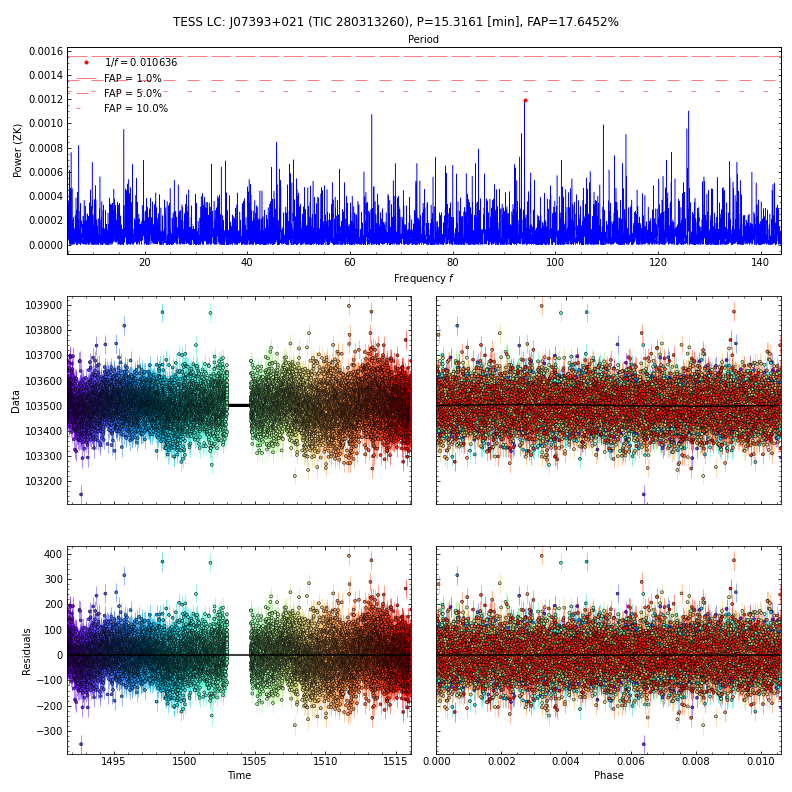 TESS LC: J07393+021 (TIC 280313260), P=15.3161 [min], FAP=17.6452%
Period
0.0016
0.0014
0.0012
0.0010
0.0008
0.0006
0.0004
0.0002
0.0000
Power (ZK)
1/f = 0.010636
FAP = 1.0%
FAP = 5.0%
FAP = 10.0%
20 40 60 80 100 120 140
Frequency f
103900
103800
103700
103600
103500
103400
103300
103200
Data
400
300
200
100
0
−100
−200
−300
Residuals
1495 1500 1505 1510 1515
Time
0.000 0.002 0.004 0.006 0.008 0.010
Phase